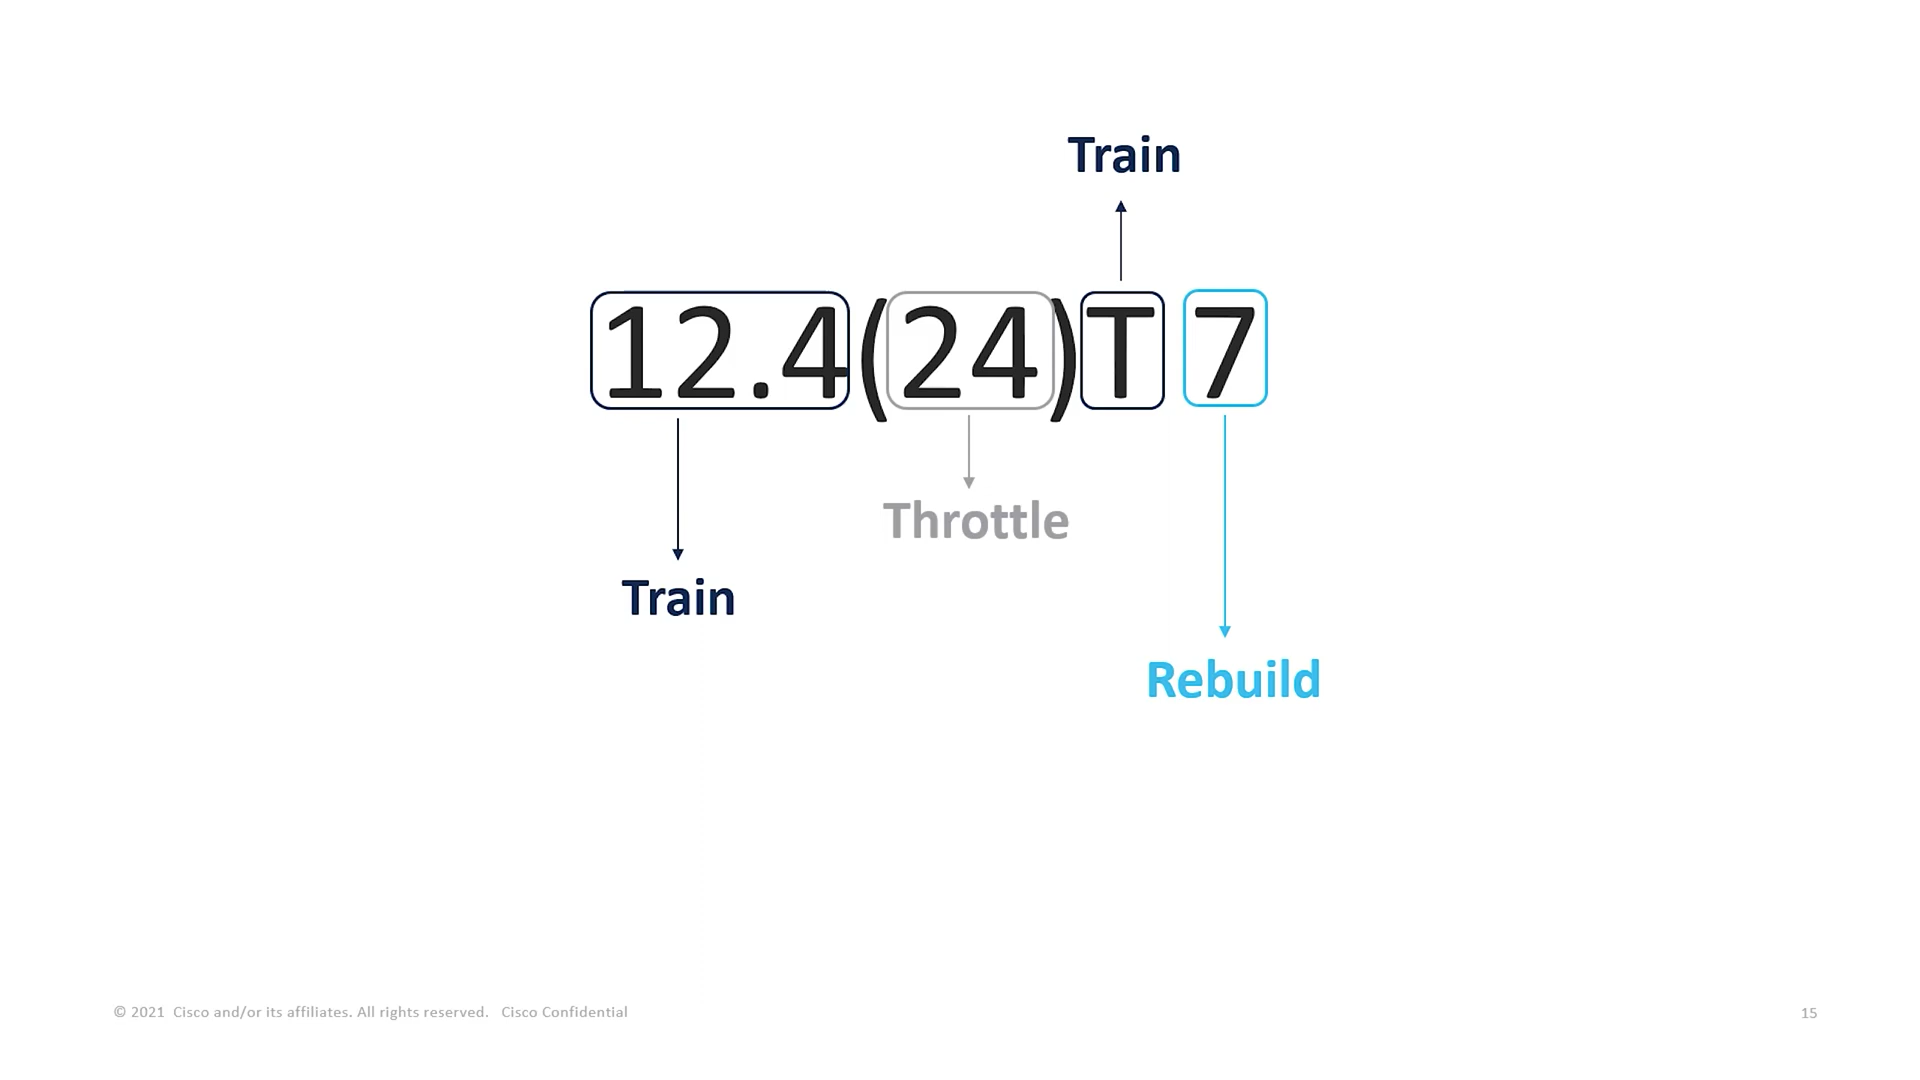 Train
12.4(24)T 7
Throttle
Train
Rebuild
© 2021 Cisco and/or its affiliates. All rights reserved. Cisco Confidential
15